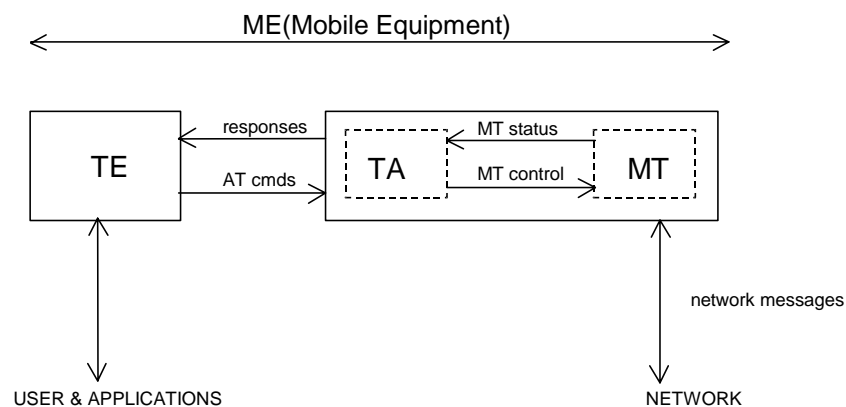 ME(Mobile Equipment)
responses
MT status
TE
TA
MT
AT cmds
MT control
network messages
USER & APPLICATIONS
NETWORK